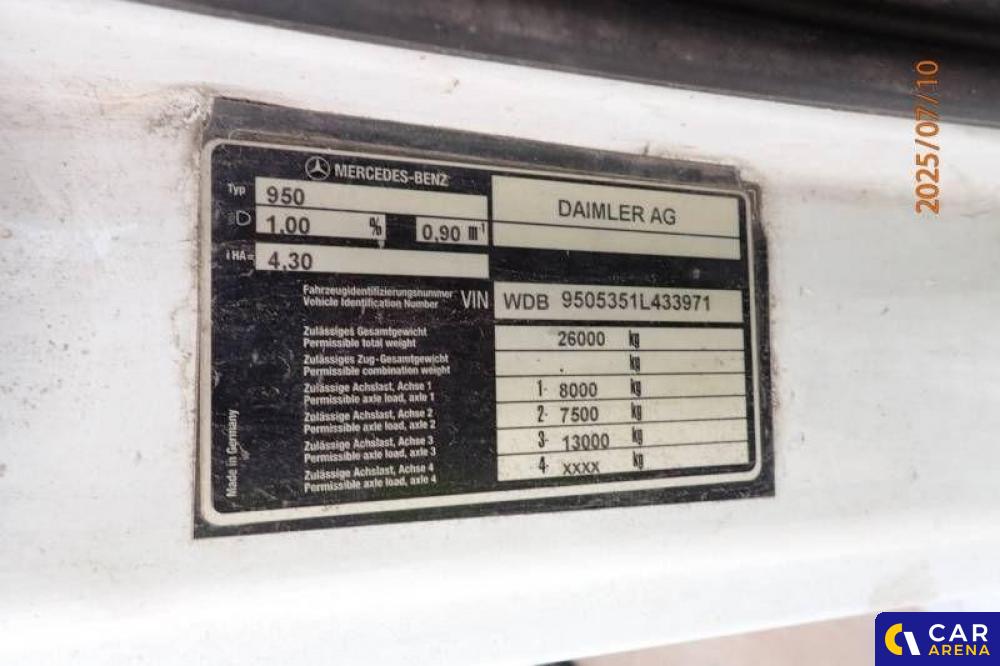 2025/07/10
MERCEDES-BENZ
Typ 950
DAIMLER AG
D 1,00 % 0,90 m-1
iHA= 4,30
Fahrzeugidentifizierungsnummer
Vehicle Identification Number VIN WDB 9505351L433971
Zulässiges Gesamtgewicht
Permissible total weight 26000 kg
Zulässiges Zug-Gesamtgewicht
Permissible combination weight kg
Zulässige Achslast, Achse 1
Permissible axle load, axle 1 1- 8000 kg
Zulässige Achslast, Achse 2
Permissible axle load, axle 2 2- 7500 kg
Zulässige Achslast, Achse 3
Permissible axle load, axle 3 3- 13000 kg
Zulässige Achslast, Achse 4
Permissible axle load, axle 4 4- xxxx kg
Made in Germany
CAR
ARENA